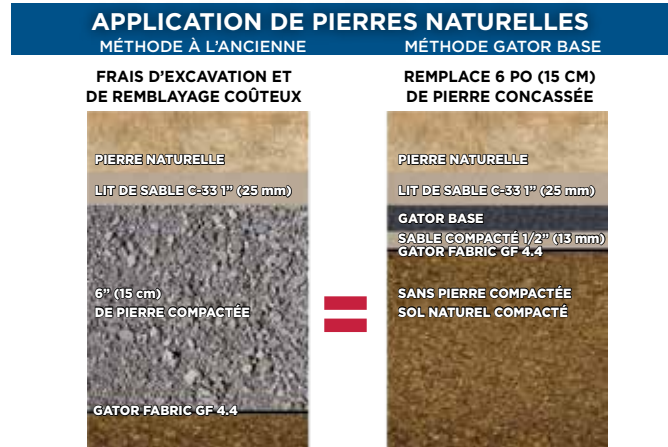 APPLICATION DE PIERRES NATURELLES
MÉTHODE À L'ANCIENNE
FRAIS D'EXCAVATION ET
DE REMBLAYAGE COÛTEUX
PIERRE NATURELLE
LIT DE SABLE C-33 1” (25 mm)
6” (15 cm)
DE PIERRE COMPACTÉE
GATOR FABRIC GF 4.4
MÉTHODE GATOR BASE
REMPLACE 6 PO (15 CM)
DE PIERRE CONCASSÉE
PIERRE NATURELLE
LIT DE SABLE C-33 1” (25 mm)
GATOR BASE
SABLE COMPACTÉ 1/2” (13 mm)
GATOR FABRIC GF 4.4
SANS PIERRE COMPACTÉE
SOL NATUREL COMPACTÉ